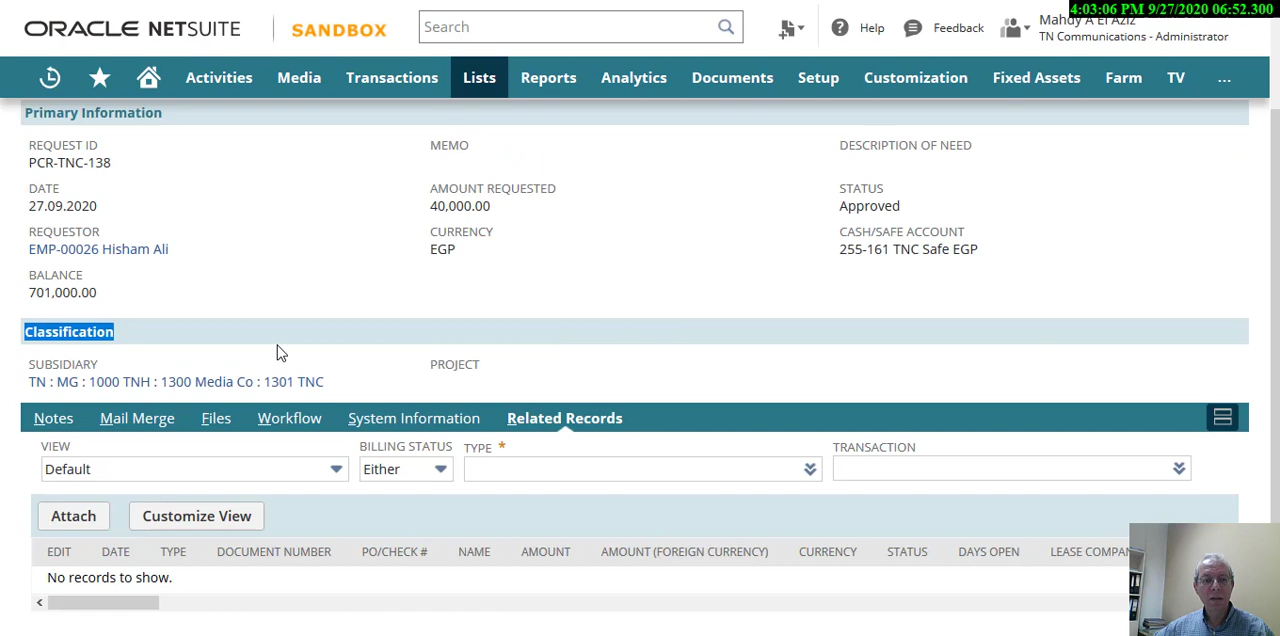 4:03:06 PM 9/27/2020 06:52.300
ORACLE NETSUITE SANDBOX Search Help Feedback Mahdy A El Aziz
TN Communications - Administrator
Activities Media Transactions Lists Reports Analytics Documents Setup Customization Fixed Assets Farm TV ...
Primary Information
REQUEST ID MEMO DESCRIPTION OF NEED
PCR-TNC-138
DATE AMOUNT REQUESTED STATUS
27.09.2020 40,000.00 Approved
REQUESTOR CURRENCY CASH/SAFE ACCOUNT
EMP-00026 Hisham Ali EGP 255-161 TNC Safe EGP
BALANCE
701,000.00
Classification
SUBSIDIARY PROJECT
TN : MG : 1000 TNH : 1300 Media Co : 1301 TNC
Notes Mail Merge Files Workflow System Information Related Records
VIEW BILLING STATUS TYPE * TRANSACTION
Default Either
Attach Customize View
EDIT DATE TYPE DOCUMENT NUMBER PO/CHECK # NAME AMOUNT AMOUNT (FOREIGN CURRENCY) CURRENCY STATUS DAYS OPEN LEASE COMPAN
No records to show.